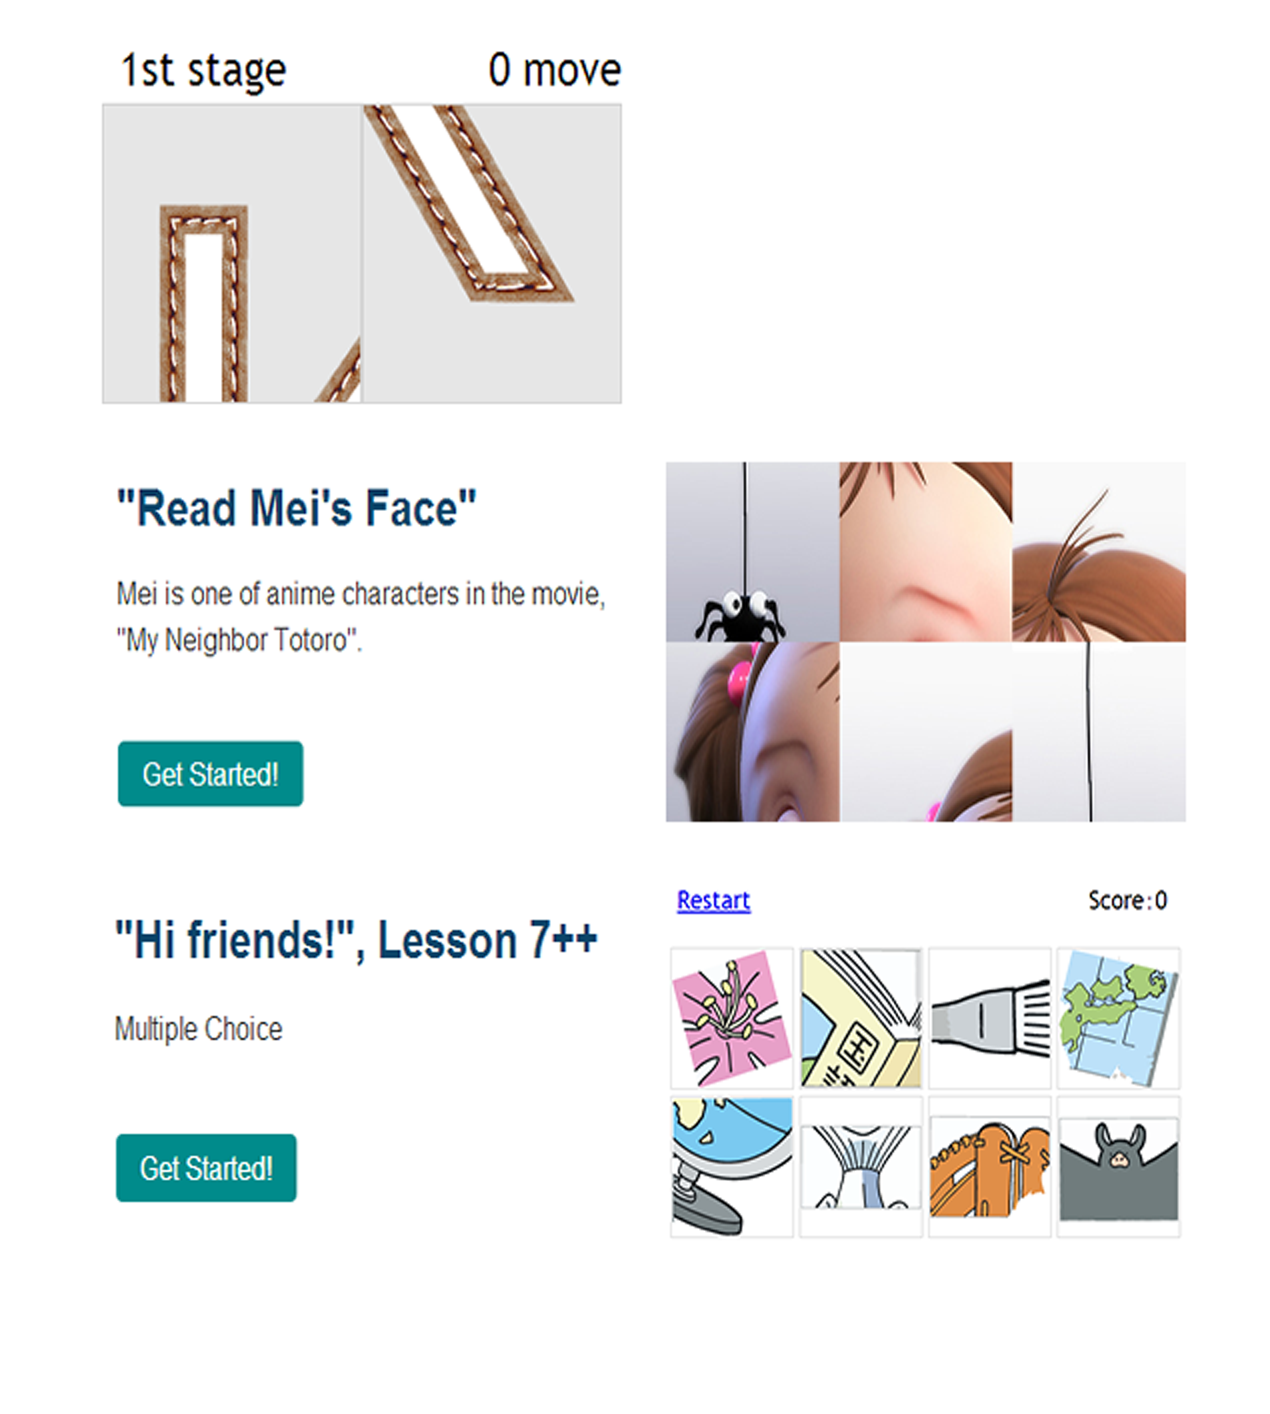 1st stage
0 move
"Read Mei's Face"
Mei is one of anime characters in the movie,
"My Neighbor Totoro".
Get Started!
Restart
Score:0
"Hi friends!", Lesson 7++
Multiple Choice
Get Started!